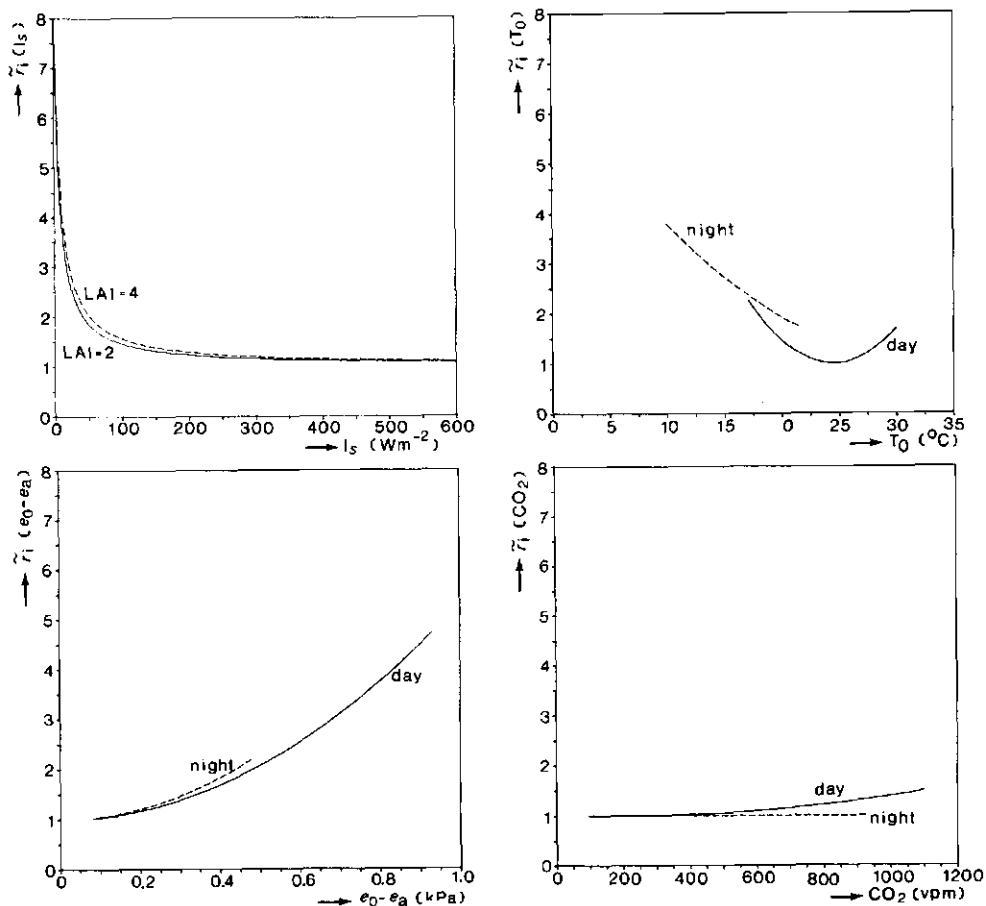 r̃i (Is)
8
7
6
5
4
3
2
1
0
LAI=4
LAI=2
0 100 200 300 400 500 600
Is (Wm-2)
r̃i (T0)
8
7
6
5
4
3
2
1
0
night
day
0 5 10 15 0 25 30 35
T0 (°C)
r̃i (e0-ea)
8
7
6
5
4
3
2
1
0
night
day
0 0.2 0.4 0.6 0.8 1.0
e0-ea (kPa)
r̃i (CO2)
8
7
6
5
4
3
2
1
0
day
night
0 200 400 600 800 1000 1200
CO2 (vpm)